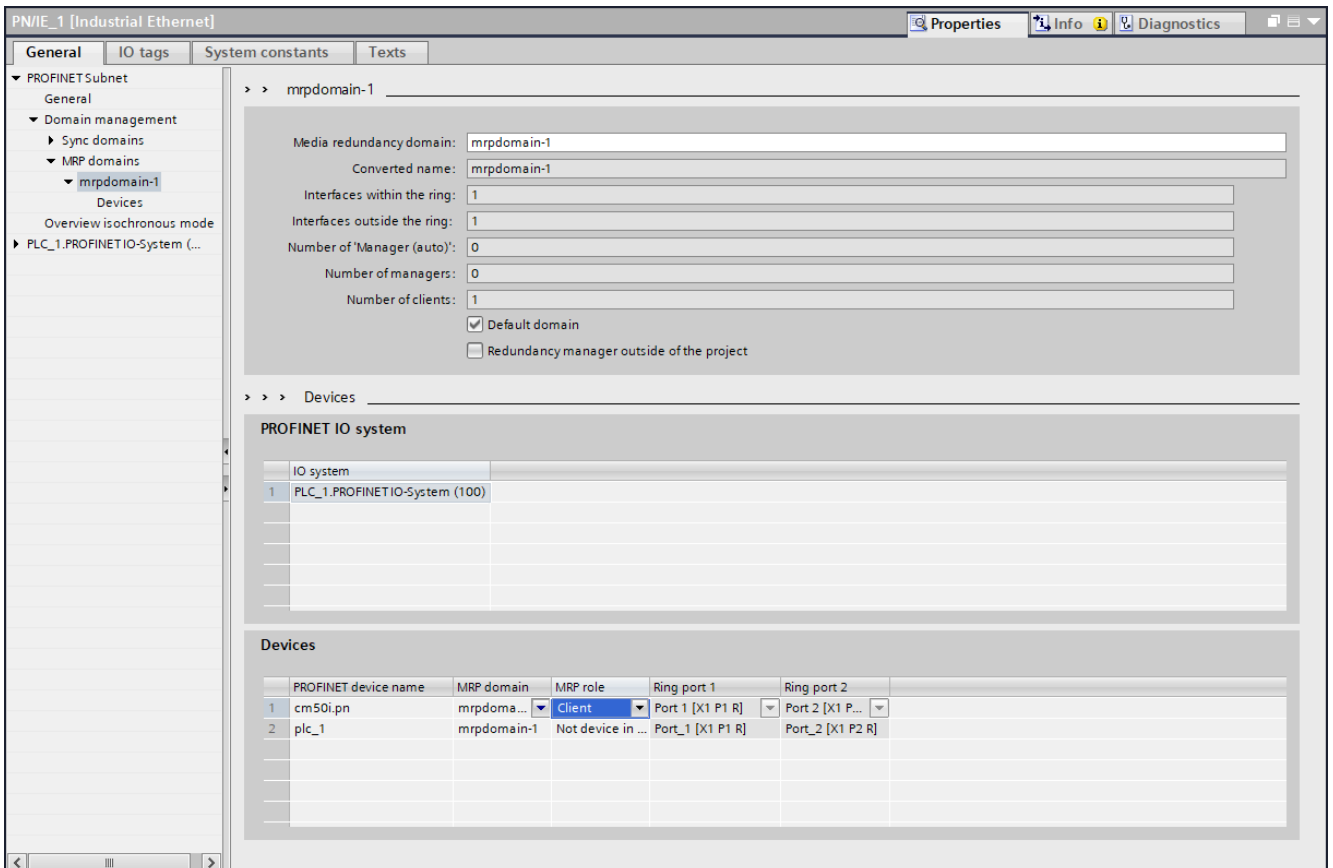 PN/IE_1 [Industrial Ethernet]
Properties
Info
Diagnostics
General
IO tags
System constants
Texts
PROFINET Subnet
General
Domain management
Sync domains
MRP domains
mrpdomain-1
Devices
Overview isochronous mode
PLC_1.PROFINET IO-System (...
> > mrpdomain-1
Media redundancy domain: mrpdomain-1
Converted name: mrpdomain-1
Interfaces within the ring: 1
Interfaces outside the ring: 1
Number of 'Manager (auto)': 0
Number of managers: 0
Number of clients: 1
Default domain
Redundancy manager outside of the project
> > > Devices
PROFINET IO system
IO system
1 PLC_1.PROFINET IO-System (100)
Devices
PROFINET device name MRP domain MRP role Ring port 1 Ring port 2
1 cm50i.pn mrpdoma... Client Port 1 [X1 P1 R] Port 2 [X1 P...
2 plc_1 mrpdomain-1 Not device in ... Port_1 [X1 P1 R] Port_2 [X1 P2 R]